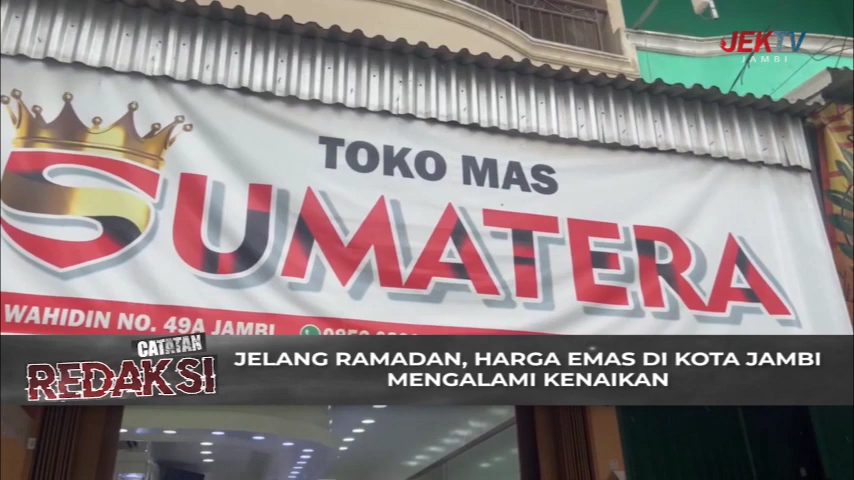 JEKTV
JAMBI
TOKO MAS
SUMATERA
WAHIDIN NO. 49A JAMBI
CATATAN
REDAKSI
JELANG RAMADAN, HARGA EMAS DI KOTA JAMBI
MENGALAMI KENAIKAN